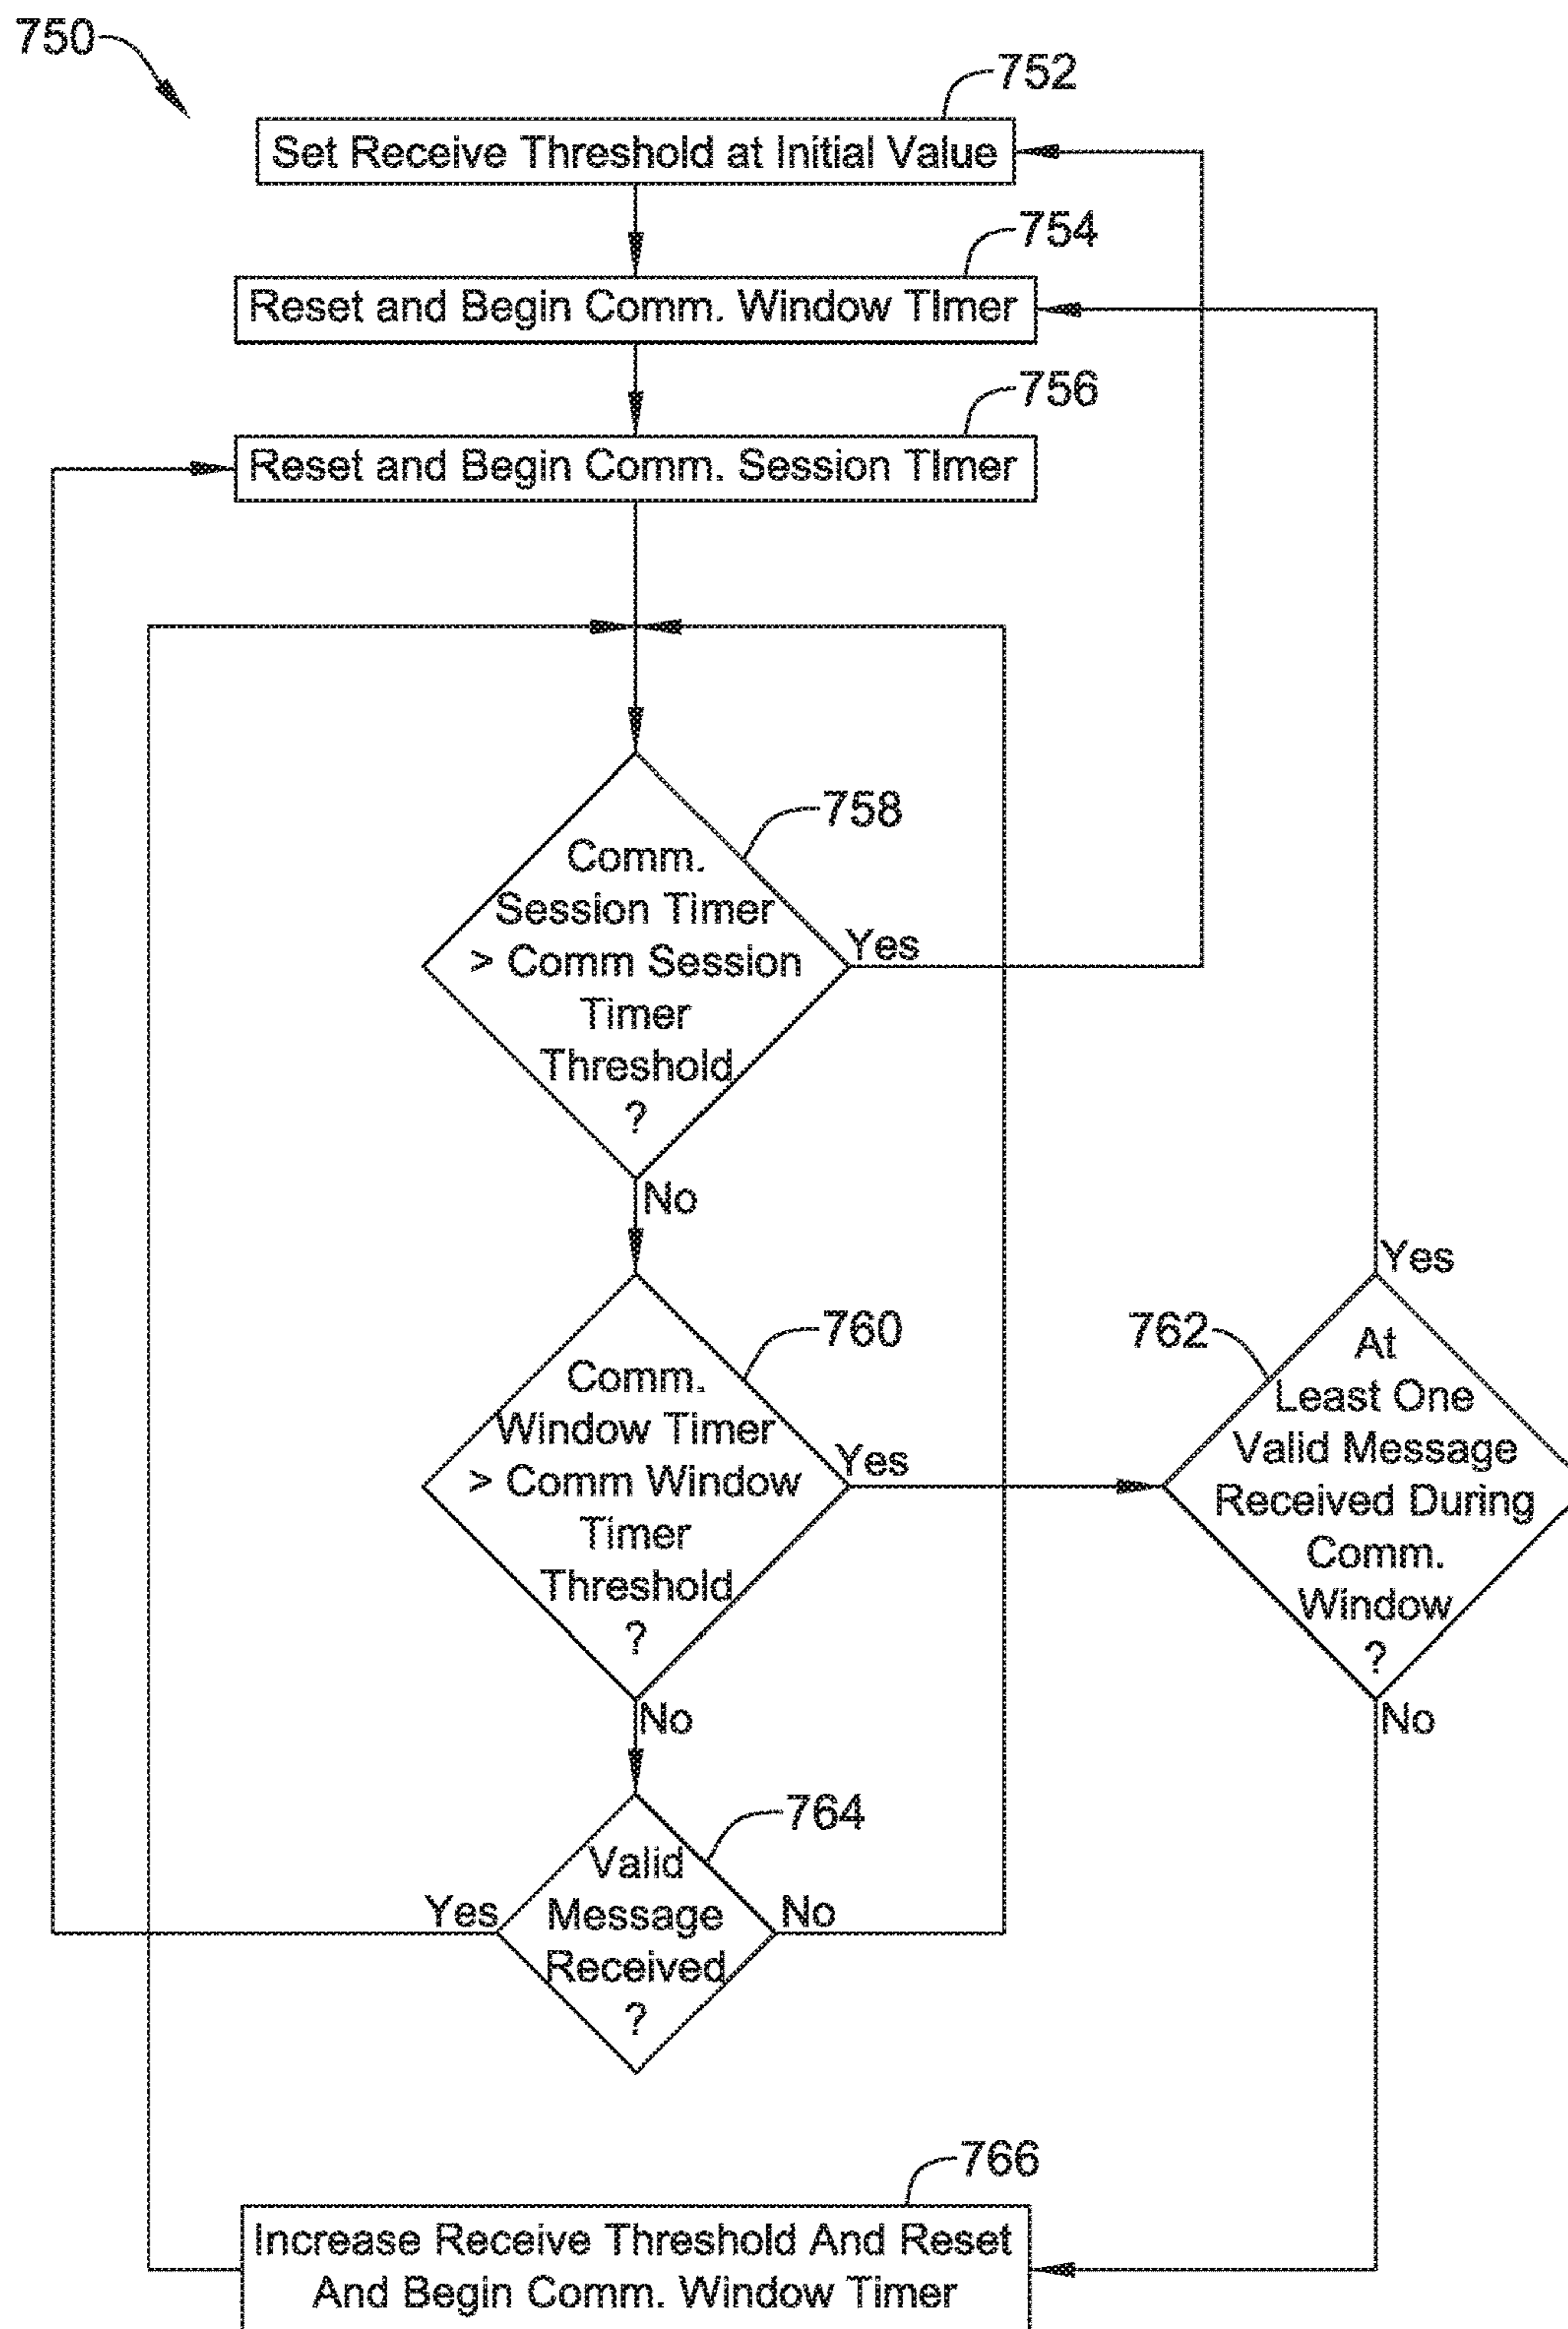 750
752
Set Receive Threshold at Initial Value
754
Reset and Begin Comm. Window TImer
756
Reset and Begin Comm. Session TImer
758
Comm.
Session Timer
> Comm Session
Timer
Threshold
?
Yes
No
760
Comm.
Window Timer
> Comm Window
Timer
Threshold
?
Yes
No
762
At
Least One
Valid Message
Received During
Comm.
Window
?
Yes
No
764
Valid
Message
Received
?
Yes
No
766
Increase Receive Threshold And Reset
And Begin Comm. Window Timer